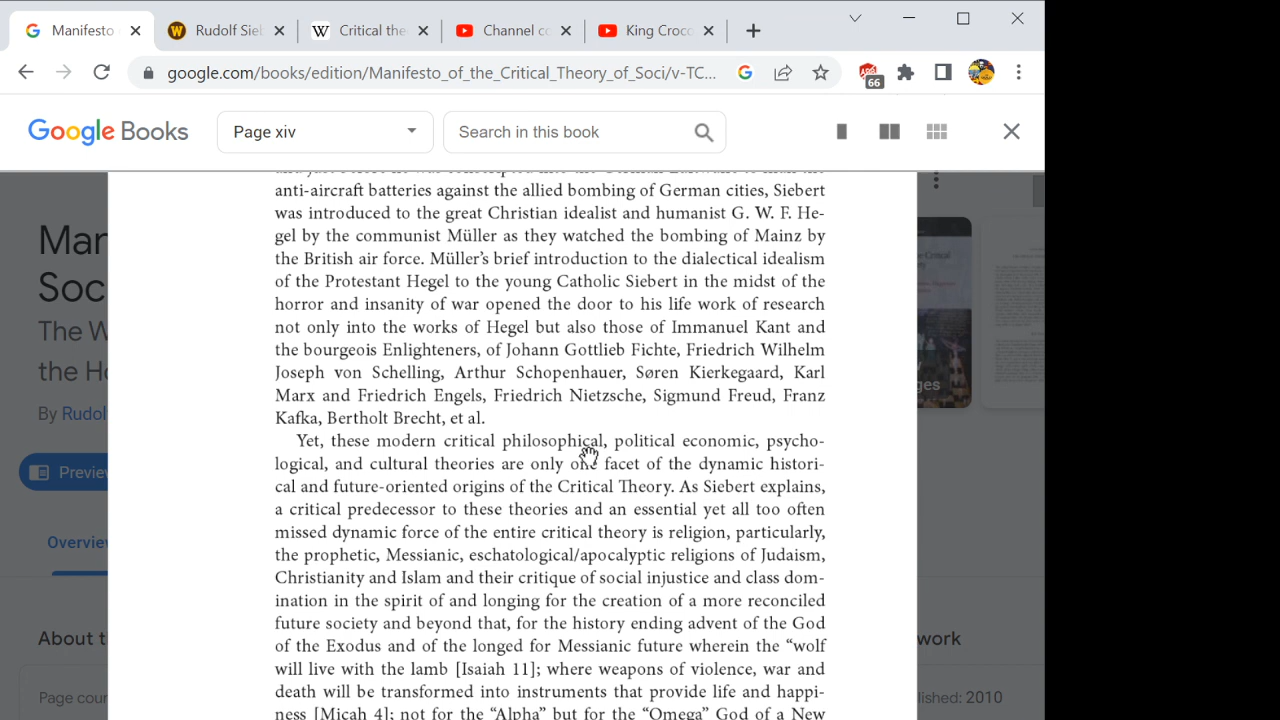 Manifesto
Rudolf Siel
Critical the
Channel co
King Croco
google.com/books/edition/Manifesto_of_the_Critical_Theory_of_Soci/v-TC...
66
Google Books
Page xiv
Search in this book
anti-aircraft batteries against the allied bombing of German cities, Siebert
was introduced to the great Christian idealist and humanist G. W. F. He-
gel by the communist Müller as they watched the bombing of Mainz by
the British air force. Müller's brief introduction to the dialectical idealism
of the Protestant Hegel to the young Catholic Siebert in the midst of the
horror and insanity of war opened the door to his life work of research
not only into the works of Hegel but also those of Immanuel Kant and
the bourgeois Enlighteners, of Johann Gottlieb Fichte, Friedrich Wilhelm
Joseph Jon Schelling, Arthur Schopenhauer, Søren Kierkegaard, Karl
Marx and Friedrich Engels, Friedrich Nietzsche, Sigmund Freud, Franz
Kafka, Bertholt Brecht, et al.
Yet, these modern critical philosophical, political economic, psycho-
logical, and cultural theories are only one facet of the dynamic histori-
cal and future-oriented origins of the Critical Theory. As Siebert explains,
a critical predecessor to these theories and an essential yet all too often
missed dynamic force of the entire critical theory is religion, particularly,
the prophetic, Messianic, eschatological/apocalyptic religions of Judaism,
Christianity and Islam and their critique of social injustice and class dom-
ination in the spirit of and longing for the creation of a more reconciled
future society and beyond that, for the history ending advent of the God
of the Exodus and of the longed for Messianic future wherein the "wolf
will live with the lamb [Isaiah 11]; where weapons of violence, war and
death will be transformed into instruments that provide life and happi-
ness [Micah 4]; not for the "Alpha" but for the "Omega" God of a New
Man
Soc
The W
the Ho
By Rudol
Preview
Overview
About t
work
Page coun
lished: 2010